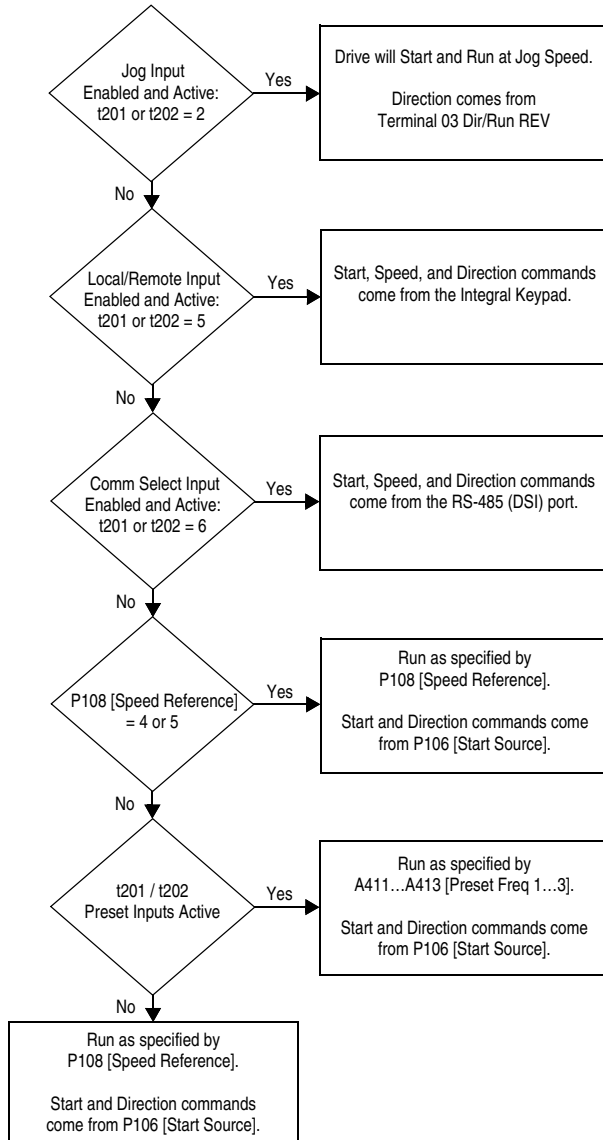 Jog Input
Enabled and Active:
t201 or t202 = 2
Yes
Drive will Start and Run at Jog Speed.
Direction comes from
Terminal 03 Dir/Run REV
No
Local/Remote Input
Enabled and Active:
t201 or t202 = 5
Yes
Start, Speed, and Direction commands
come from the Integral Keypad.
No
Comm Select Input
Enabled and Active:
t201 or t202 = 6
Yes
Start, Speed, and Direction commands
come from the RS-485 (DSI) port.
No
P108 [Speed Reference]
= 4 or 5
Yes
Run as specified by
P108 [Speed Reference].
Start and Direction commands come
from P106 [Start Source].
No
t201 / t202
Preset Inputs Active
Yes
Run as specified by
A411...A413 [Preset Freq 1...3].
Start and Direction commands come
from P106 [Start Source].
No
Run as specified by
P108 [Speed Reference].
Start and Direction commands
come from P106 [Start Source].